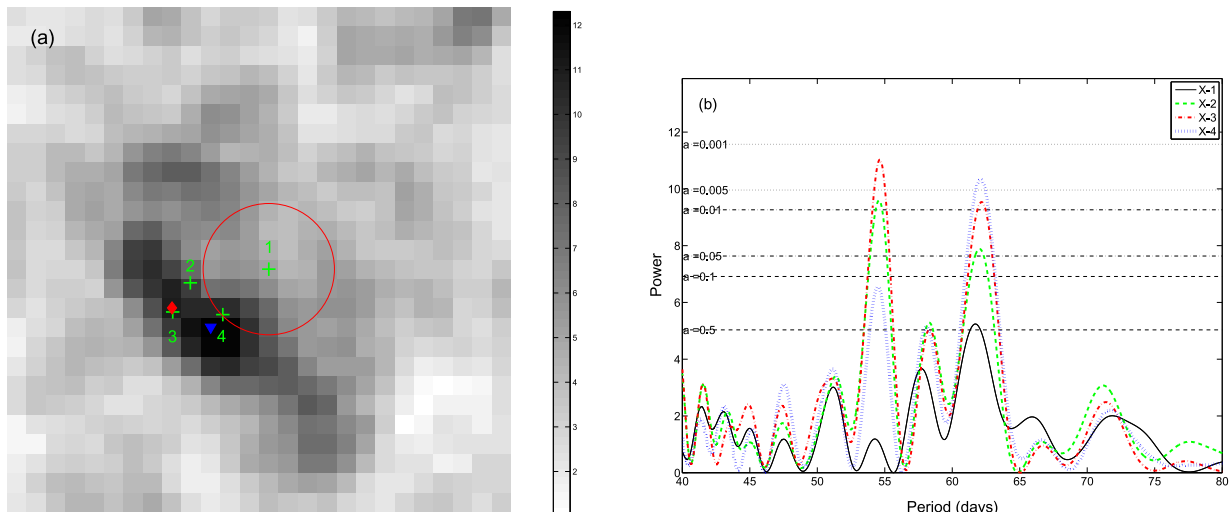 (a)
1
2
3
4
12
11
10
9
8
7
6
5
4
3
2
(b)
X-1
X-2
X-3
X-4
a =0.001
a =0.005
a =0.01
a =0.05
a =0.1
a =0.5
Power
12
10
8
6
4
2
0
40 45 50 55 60 65 70 75 80
Period (days)